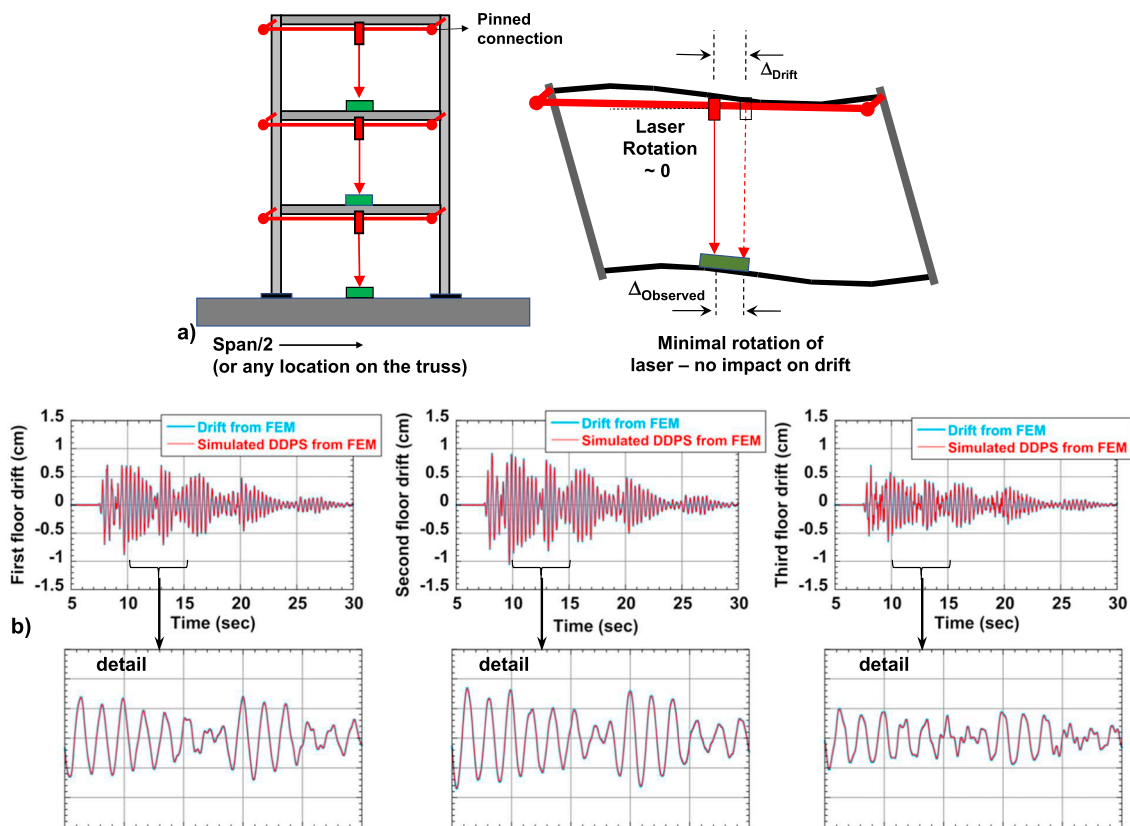 Pinned
connection
Δ_Drift
Laser
Rotation
~ 0
Δ_Observed
a)
Span/2
(or any location on the truss)
Minimal rotation of
laser – no impact on drift
b)
First floor drift (cm)
1.5
1
0.5
0
-0.5
-1
-1.5
Drift from FEM
Simulated DDPS from FEM
5 10 15 20 25 30
Time (sec)
detail
Second floor drift (cm)
1.5
1
0.5
0
-0.5
-1
-1.5
Drift from FEM
Simulated DDPS from FEM
5 10 15 20 25 30
Time (sec)
detail
Third floor drift (cm)
1.5
1
0.5
0
-0.5
-1
-1.5
Drift from FEM
Simulated DDPS from FEM
5 10 15 20 25 30
Time (sec)
detail